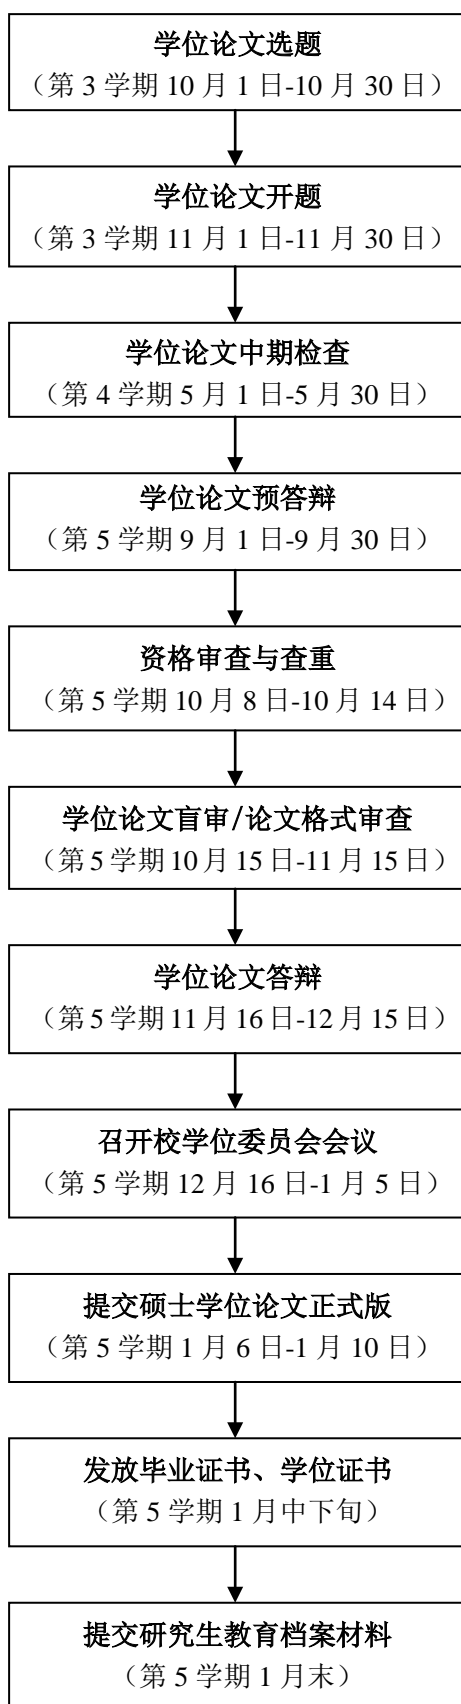 学位论文选题
（第 3 学期 10 月 1 日-10 月 30 日）
学位论文开题
（第 3 学期 11 月 1 日-11 月 30 日）
学位论文中期检查
（第 4 学期 5 月 1 日-5 月 30 日）
学位论文预答辩
（第 5 学期 9 月 1 日-9 月 30 日）
资格审查与查重
（第 5 学期 10 月 8 日-10 月 14 日）
学位论文盲审/论文格式审查
（第 5 学期 10 月 15 日-11 月 15 日）
学位论文答辩
（第 5 学期 11 月 16 日-12 月 15 日）
召开校学位委员会会议
（第 5 学期 12 月 16 日-1 月 5 日）
提交硕士学位论文正式版
（第 5 学期 1 月 6 日-1 月 10 日）
发放毕业证书、学位证书
（第 5 学期 1 月中下旬）
提交研究生教育档案材料
（第 5 学期 1 月末）